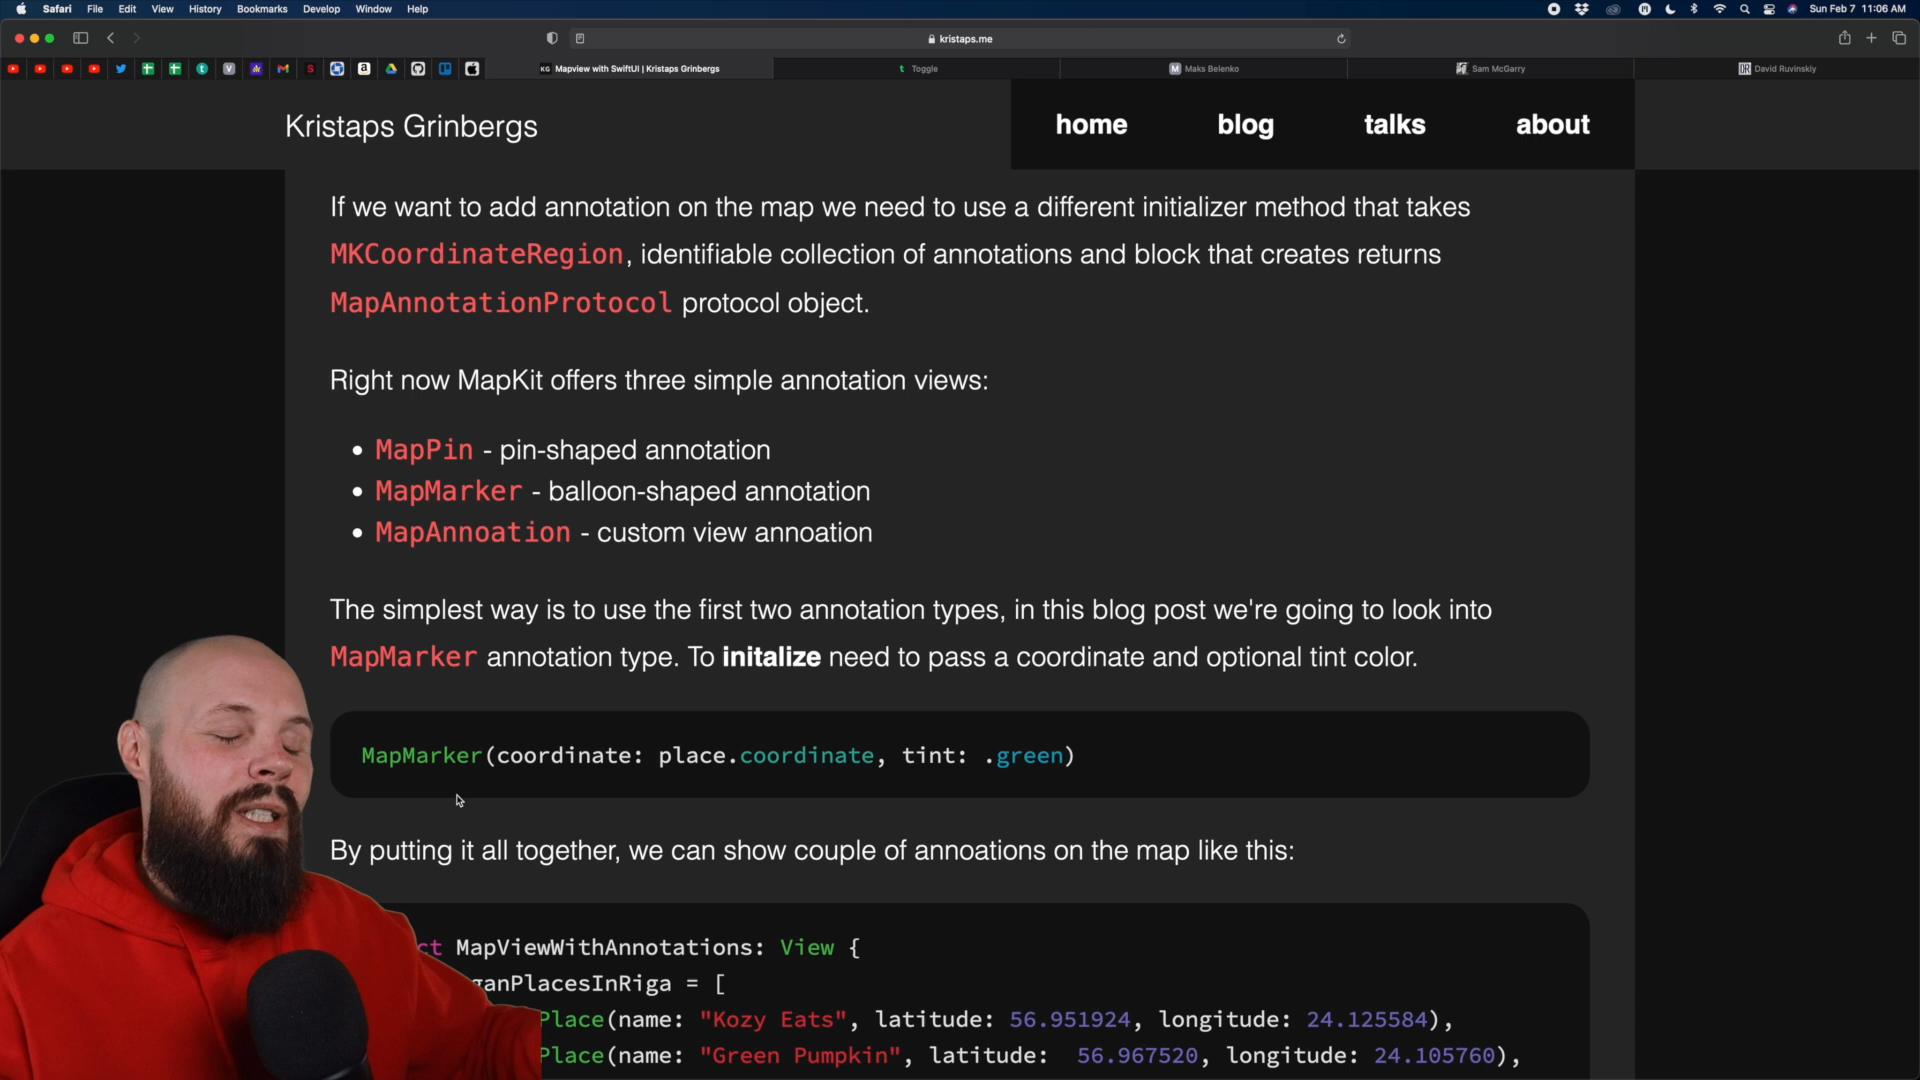 Safari File Edit View History Bookmarks Develop Window Help Sun Feb 7 11:06 AM
kristaps.me
KG Mapview with SwiftUI | Kristaps Grinbergs Toggle M Maks Belenko Sam McGarry DR David Ruvinskiy
Kristaps Grinbergs home blog talks about
If we want to add annotation on the map we need to use a different initializer method that takes
MKCoordinateRegion, identifiable collection of annotations and block that creates returns
MapAnnotationProtocol protocol object.
Right now MapKit offers three simple annotation views:
• MapPin - pin-shaped annotation
• MapMarker - balloon-shaped annotation
• MapAnnoation - custom view annoation
The simplest way is to use the first two annotation types, in this blog post we're going to look into
MapMarker annotation type. To initalize need to pass a coordinate and optional tint color.
MapMarker(coordinate: place.coordinate, tint: .green)
By putting it all together, we can show couple of annoations on the map like this:
ct MapViewWithAnnotations: View {
ganPlacesInRiga = [
Place(name: "Kozy Eats", latitude: 56.951924, longitude: 24.125584),
Place(name: "Green Pumpkin", latitude: 56.967520, longitude: 24.105760),